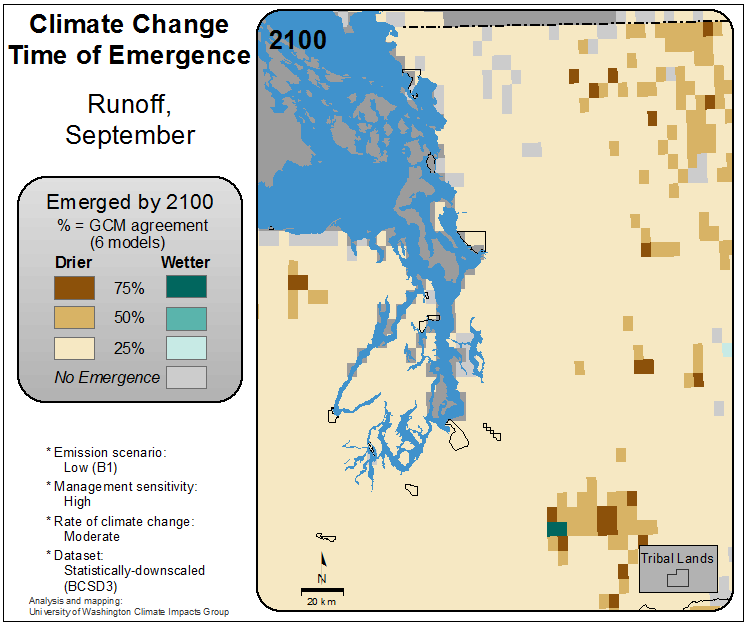 Climate Change
Time of Emergence
Runoff,
September
Emerged by 2100
% = GCM agreement
(6 models)
Drier Wetter
75%
50%
25%
No Emergence
* Emission scenario:
Low (B1)
* Management sensitivity:
High
* Rate of climate change:
Moderate
* Dataset:
Statistically-downscaled
(BCSD3)
Analysis and mapping:
University of Washington Climate Impacts Group
2100
N
20 km
Tribal Lands